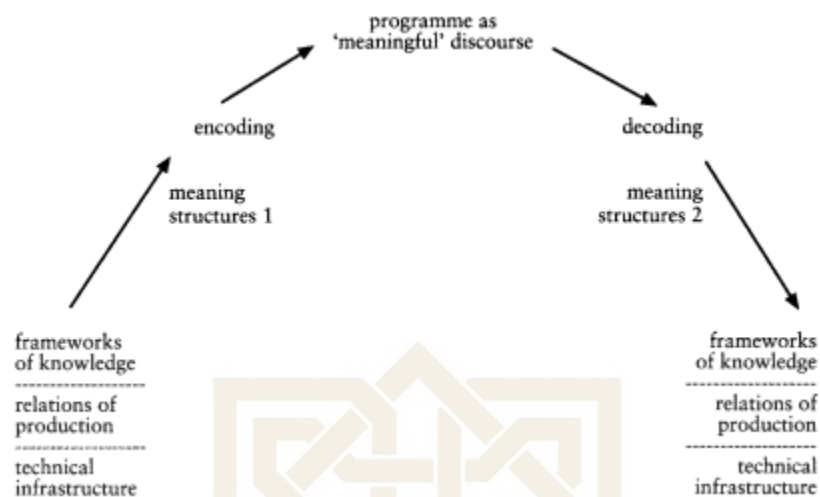 programme as
‘meaningful’ discourse
encoding
decoding
meaning
structures 1
meaning
structures 2
frameworks
of knowledge
relations of
production
technical
infrastructure
frameworks
of knowledge
relations of
production
technical
infrastructure